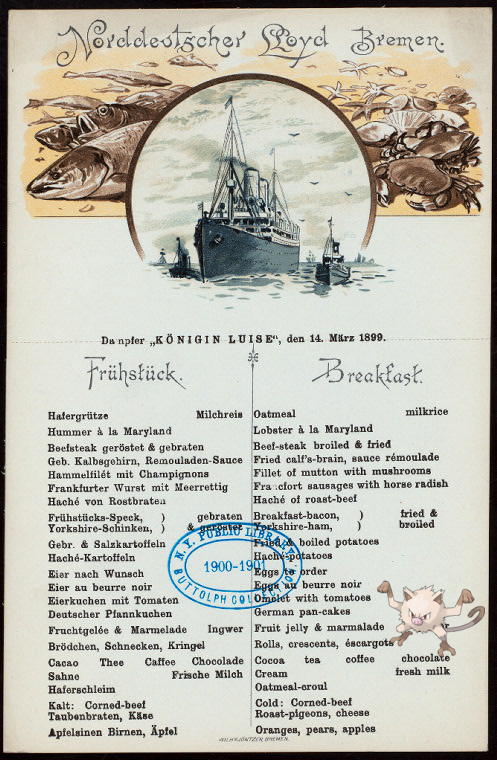 Norddeutscher Lloyd Bremen.
Dampfer „KÖNIGIN LUISE“, den 14. März 1899.
Frühstück.
Hafergrütze Milchreis
Hummer à la Maryland
Beefsteak geröstet & gebraten
Geb. Kalbsgehirn, Remouladen-Sauce
Hammelfilét mit Champignons
Frankfurter Wurst mit Meerrettig
Haché von Rostbraten
Frühstücks-Speck, ) gebraten
Yorkshire-Schinken, ) & geröstet
Gebr. & Salzkartoffeln
Haché-Kartoffeln
Eier nach Wunsch
Eier au beurre noir
Eierkuchen mit Tomaten
Deutscher Pfannkuchen
Fruchtgelée & Marmelade Ingwer
Brödchen, Schnecken, Kringel
Cacao Thee Caffee Chocolade
Sahne Frische Milch
Haferschleim
Kalt: Corned-beef
Taubenbraten, Käse
Apfelsinen Birnen, Äpfel
Breakfast.
Oatmeal milkrice
Lobster à la Maryland
Beef-steak broiled & fried
Fried calf's-brain, sauce rémoulade
Fillet of mutton with mushrooms
Francfort sausages with horse radish
Haché of roast-beef
Breakfast-bacon, ) fried &
Yorkshire-ham, ) broiled
Fried & boiled potatoes
Haché-potatoes
Eggs to order
Eggs au beurre noir
Omelet with tomatoes
German pan-cakes
Fruit jelly & marmalade
Rolls, crescents, éscargots
Cocoa tea coffee chocolate
Cream fresh milk
Oatmeal-croul
Cold: Corned-beef
Roast-pigeons, cheese
Oranges, pears, apples
N.Y. PUBLIC LIBRARY
1900-1901
BUTTOLPH COLLECTION
WILH. JÖNTZEN, BREMEN.